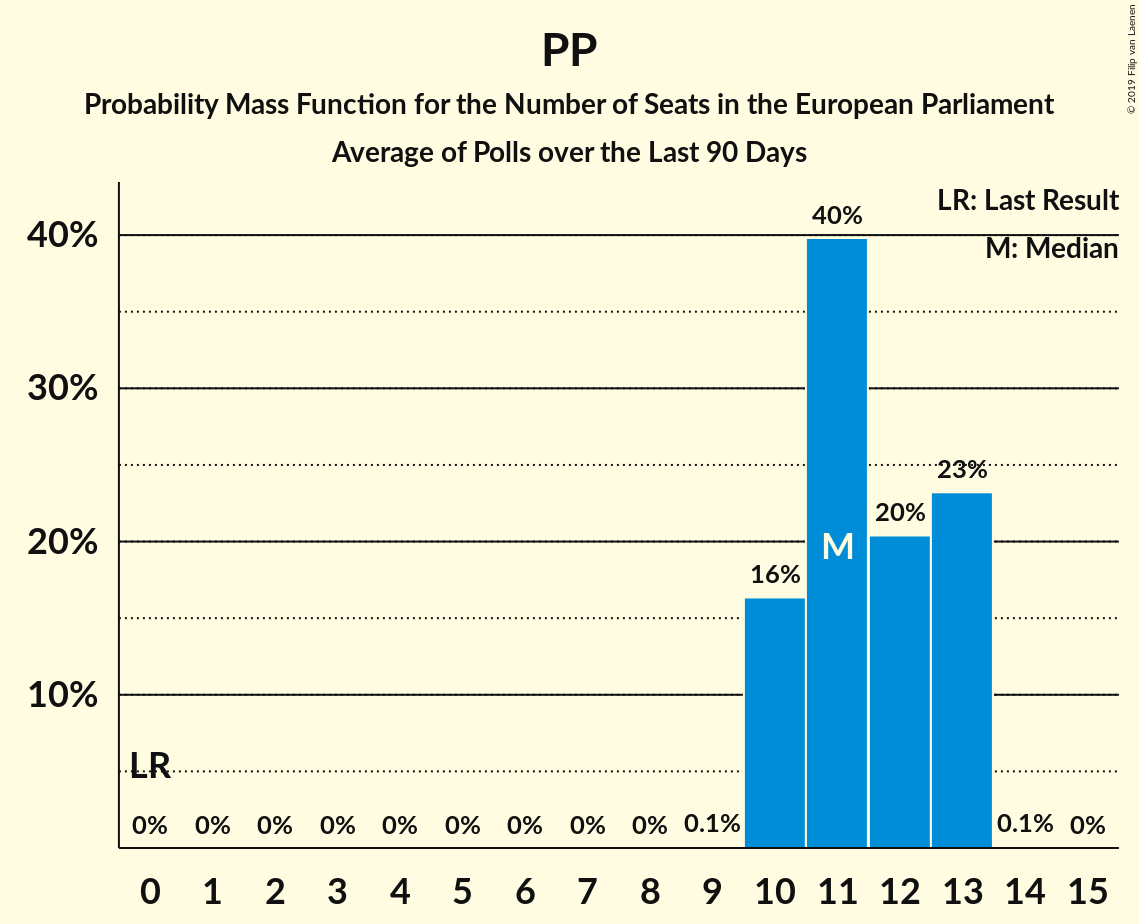 PP
Probability Mass Function for the Number of Seats in the European Parliament
Average of Polls over the Last 90 Days
© 2019 Filip van Laenen
LR: Last Result
M: Median
40%
30%
20%
10%
40%
23%
20%
16%
M
LR
0% 0% 0% 0% 0% 0% 0% 0% 0% 0.1% 0.1% 0%
0 1 2 3 4 5 6 7 8 9 10 11 12 13 14 15